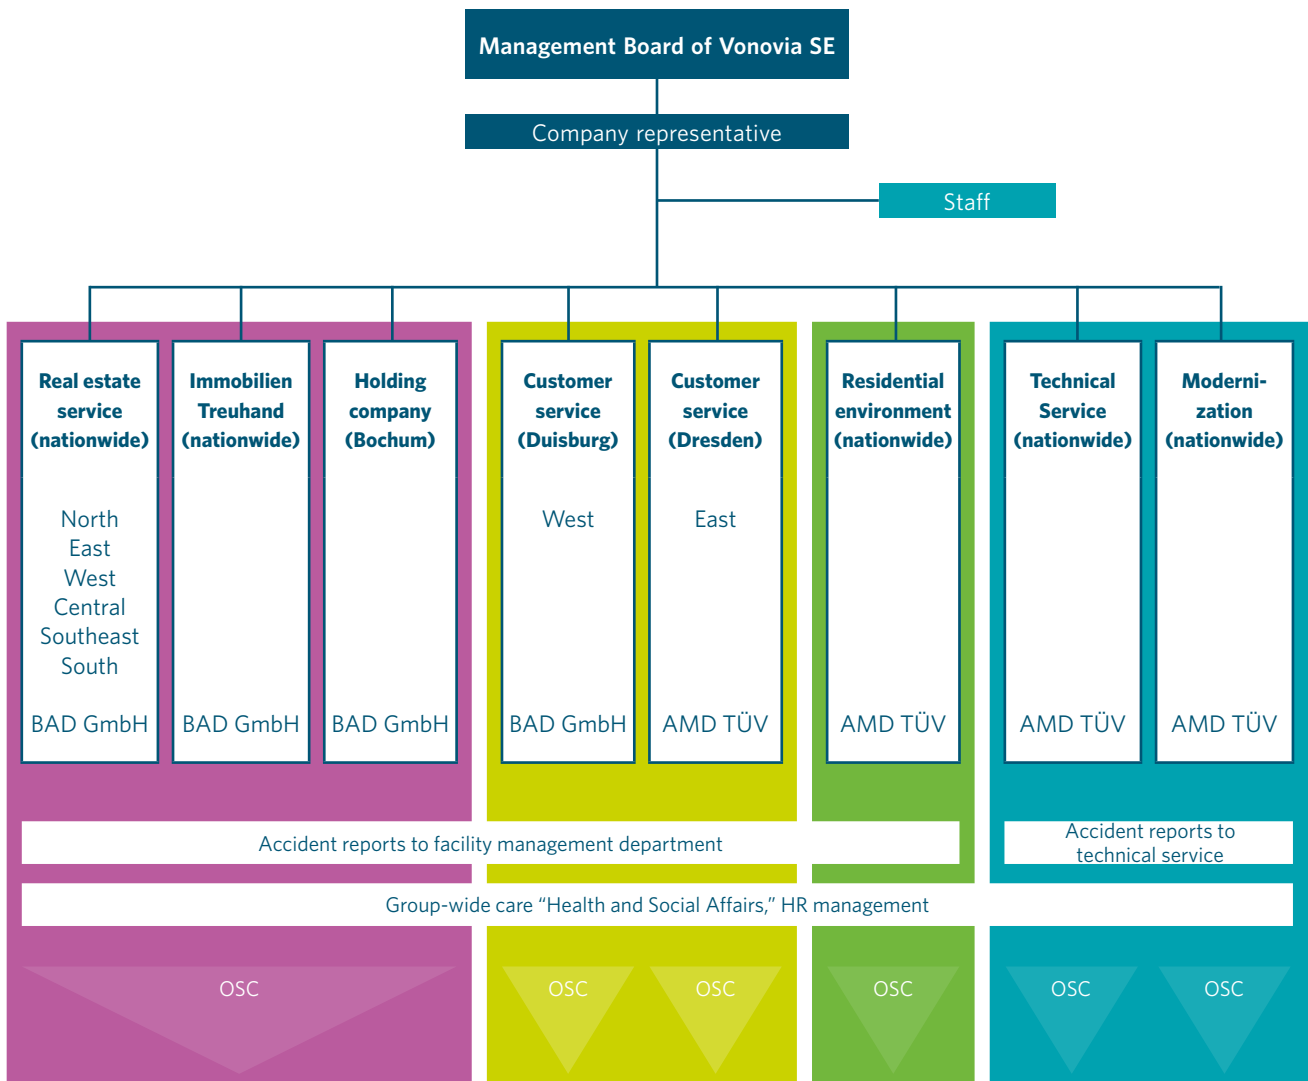 Management Board of Vonovia SE
Company representative
Staff
Real estate
service
(nationwide)
North
East
West
Central
Southeast
South
BAD GmbH
Immobilien
Treuhand
(nationwide)
BAD GmbH
Holding
company
(Bochum)
BAD GmbH
Customer
service
(Duisburg)
West
BAD GmbH
Customer
service
(Dresden)
East
AMD TÜV
Residential
environment
(nationwide)
AMD TÜV
Technical
Service
(nationwide)
AMD TÜV
Moderni-
zation
(nationwide)
AMD TÜV
Accident reports to facility management department
Accident reports to
technical service
Group-wide care “Health and Social Affairs,” HR management
OSC
OSC
OSC
OSC
OSC
OSC